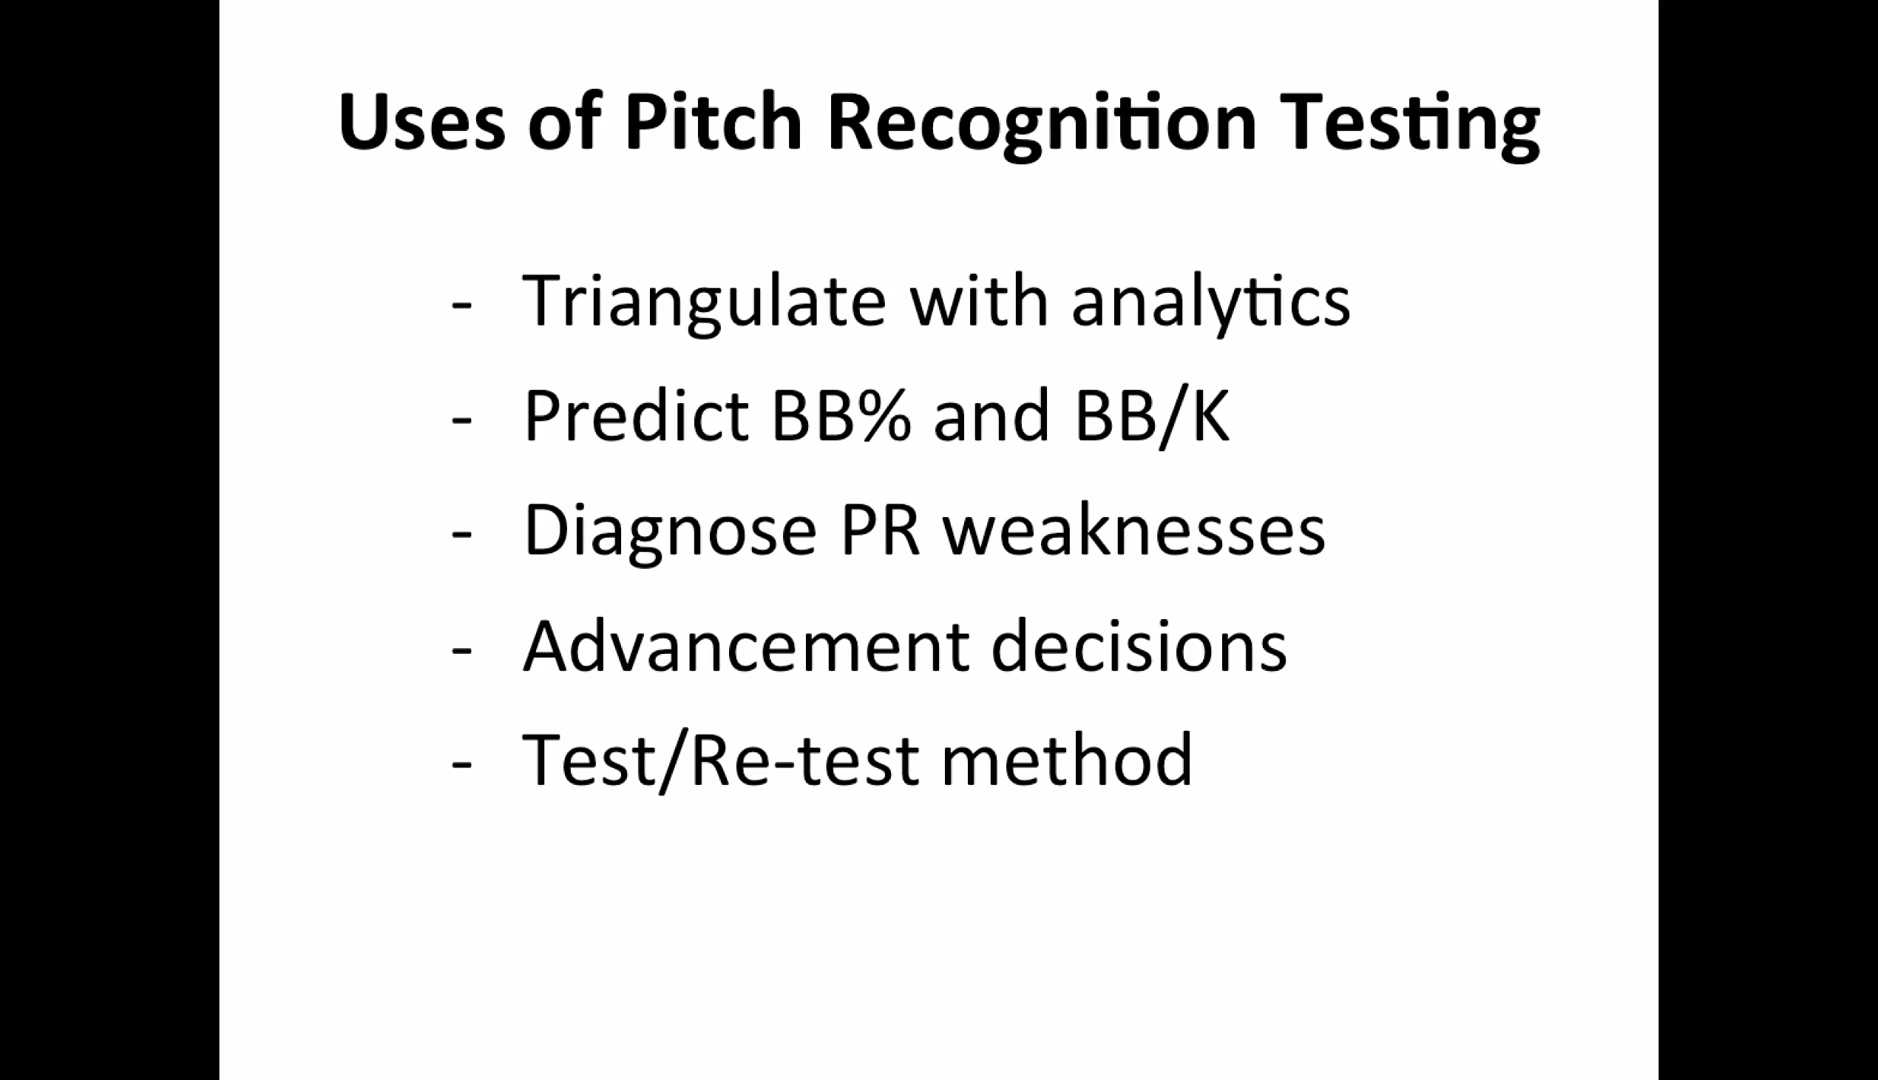 Uses of Pitch Recognition Testing
- Triangulate with analytics
- Predict BB% and BB/K
- Diagnose PR weaknesses
- Advancement decisions
- Test/Re-test method